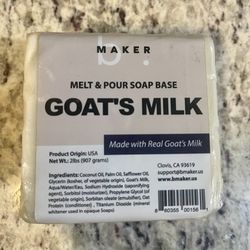 b.
MAKER
MELT & POUR SOAP BASE
GOAT'S MILK
Made with Real Goat's Milk
Product Origin: USA
Net Wt: 2lbs (907 grams)
Clovis, CA 93619
support@bmaker.us
www.bmaker.us
Ingredients: Coconut Oil, Palm Oil, Safflower Oil,
Glycerin (kosher, of vegetable origin), Goat's Milk,
Aqua/Water/Eau, Sodium Hydroxide (saponifying
agent), Sorbitol (moisturizer), Propylene Glycol (of
vegetable origin), Sorbitan oleate (emulsifier), Oat
Protein (conditioner) , Titanium Dioxide (mineral
whitener used in opaque Soaps)
8 80355 00156